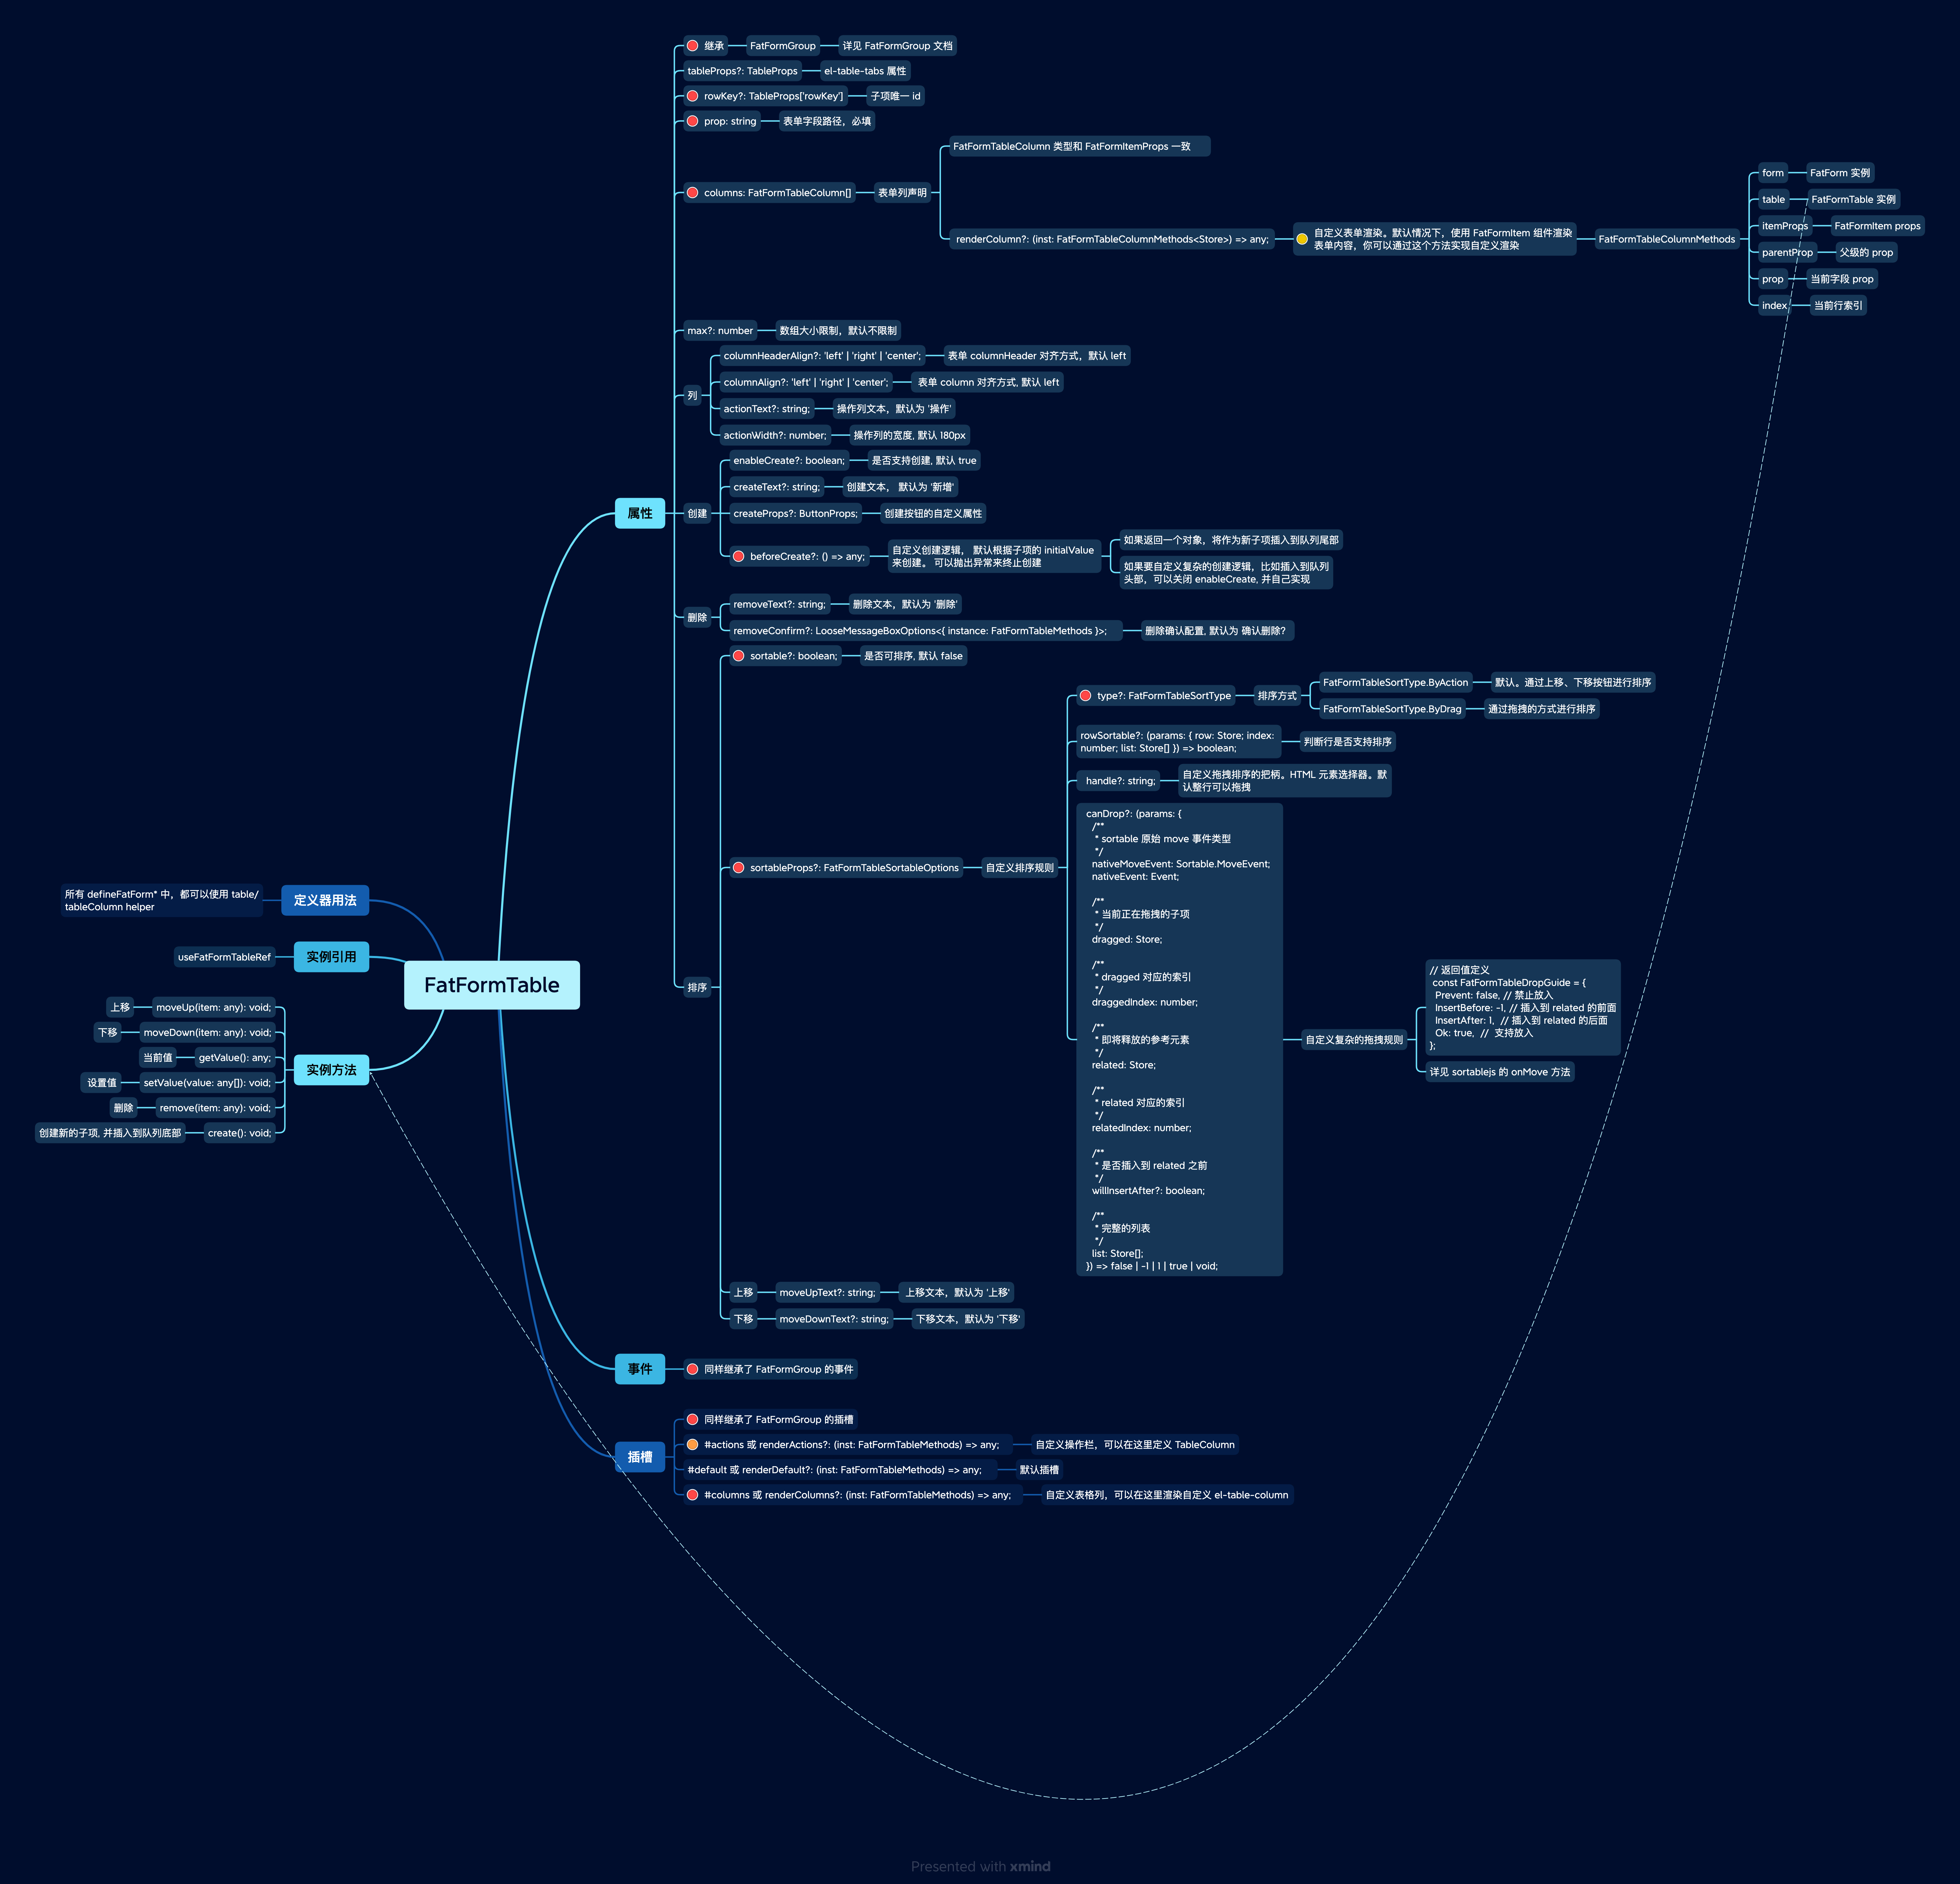 FatFormTable
属性
继承
FatFormGroup
详见 FatFormGroup 文档
tableProps?: TableProps
el-table-tabs 属性
rowKey?: TableProps['rowKey']
子项唯一 id
prop: string
表单字段路径，必填
columns: FatFormTableColumn[]
表单列声明
FatFormTableColumn 类型和 FatFormItemProps 一致
renderColumn?: (inst: FatFormTableColumnMethods<Store>) => any;
自定义表单渲染。默认情况下，使用 FatFormItem 组件渲染
表单内容，你可以通过这个方法实现自定义渲染
FatFormTableColumnMethods
form
FatForm 实例
table
FatFormTable 实例
itemProps
FatFormItem props
parentProp
父级的 prop
prop
当前字段 prop
index
当前行索引
max?: number
数组大小限制，默认不限制
列
columnHeaderAlign?: 'left' | 'right' | 'center';
表单 columnHeader 对齐方式，默认 left
columnAlign?: 'left' | 'right' | 'center';
表单 column 对齐方式, 默认 left
actionText?: string;
操作列文本，默认为 '操作'
actionWidth?: number;
操作列的宽度, 默认 180px
创建
enableCreate?: boolean;
是否支持创建, 默认 true
createText?: string;
创建文本， 默认为 '新增'
createProps?: ButtonProps;
创建按钮的自定义属性
beforeCreate?: () => any;
自定义创建逻辑， 默认根据子项的 initialValue
来创建。 可以抛出异常来终止创建
如果返回一个对象，将作为新子项插入到队列尾部
如果要自定义复杂的创建逻辑，比如插入到队列
头部，可以关闭 enableCreate, 并自己实现
删除
removeText?: string;
删除文本，默认为 '删除'
removeConfirm?: LooseMessageBoxOptions<{ instance: FatFormTableMethods }>;
删除确认配置, 默认为 确认删除?
排序
sortable?: boolean;
是否可排序, 默认 false
sortableProps?: FatFormTableSortableOptions
自定义排序规则
type?: FatFormTableSortType
排序方式
FatFormTableSortType.ByAction
默认。通过上移、下移按钮进行排序
FatFormTableSortType.ByDrag
通过拖拽的方式进行排序
rowSortable?: (params: { row: Store; index:
number; list: Store[] }) => boolean;
判断行是否支持排序
handle?: string;
自定义拖拽排序的把柄。HTML 元素选择器。默
认整行可以拖拽
canDrop?: (params: {
/**
* sortable 原始 move 事件类型
*/
nativeMoveEvent: Sortable.MoveEvent;
nativeEvent: Event;
/**
* 当前正在拖拽的子项
*/
dragged: Store;
/**
* dragged 对应的索引
*/
draggedIndex: number;
/**
* 即将释放的参考元素
*/
related: Store;
/**
* related 对应的索引
*/
relatedIndex: number;
/**
* 是否插入到 related 之前
*/
willInsertAfter?: boolean;
/**
* 完整的列表
*/
list: Store[];
}) => false | -1 | 1 | true | void;
自定义复杂的拖拽规则
// 返回值定义
const FatFormTableDropGuide = {
Prevent: false, // 禁止放入
InsertBefore: -1, // 插入到 related 的前面
InsertAfter: 1, // 插入到 related 的后面
Ok: true, // 支持放入
};
详见 sortablejs 的 onMove 方法
上移
moveUpText?: string;
上移文本，默认为 '上移'
下移
moveDownText?: string;
下移文本，默认为 '下移'
事件
同样继承了 FatFormGroup 的事件
插槽
同样继承了 FatFormGroup 的插槽
#actions 或 renderActions?: (inst: FatFormTableMethods) => any;
自定义操作栏，可以在这里定义 TableColumn
#default 或 renderDefault?: (inst: FatFormTableMethods) => any;
默认插槽
#columns 或 renderColumns?: (inst: FatFormTableMethods) => any;
自定义表格列，可以在这里渲染自定义 el-table-column
定义器用法
所有 defineFatForm* 中，都可以使用 table/
tableColumn helper
实例引用
useFatFormTableRef
实例方法
moveUp(item: any): void;
上移
moveDown(item: any): void;
下移
getValue(): any;
当前值
setValue(value: any[]): void;
设置值
remove(item: any): void;
删除
create(): void;
创建新的子项, 并插入到队列底部
Presented with xmind